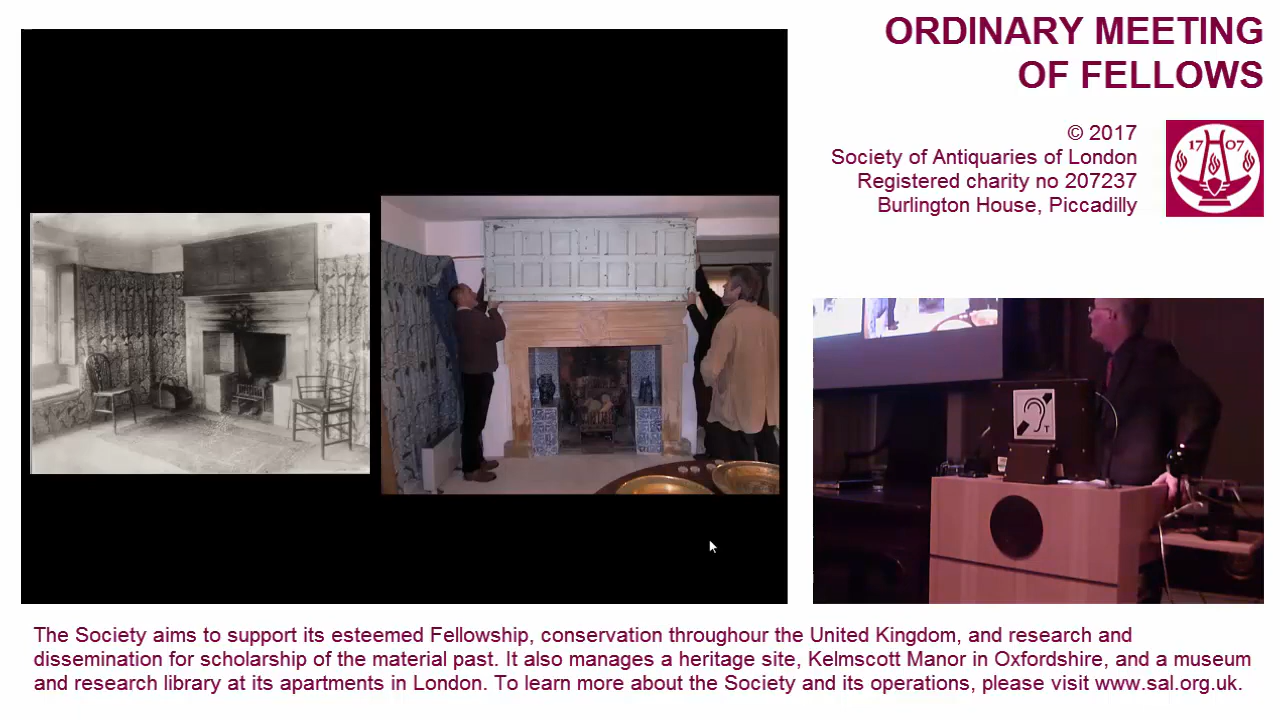 ORDINARY MEETING
OF FELLOWS
© 2017
Society of Antiquaries of London
Registered charity no 207237
Burlington House, Piccadilly
17 07
T
The Society aims to support its esteemed Fellowship, conservation throughour the United Kingdom, and research and
dissemination for scholarship of the material past. It also manages a heritage site, Kelmscott Manor in Oxfordshire, and a museum
and research library at its apartments in London. To learn more about the Society and its operations, please visit www.sal.org.uk.